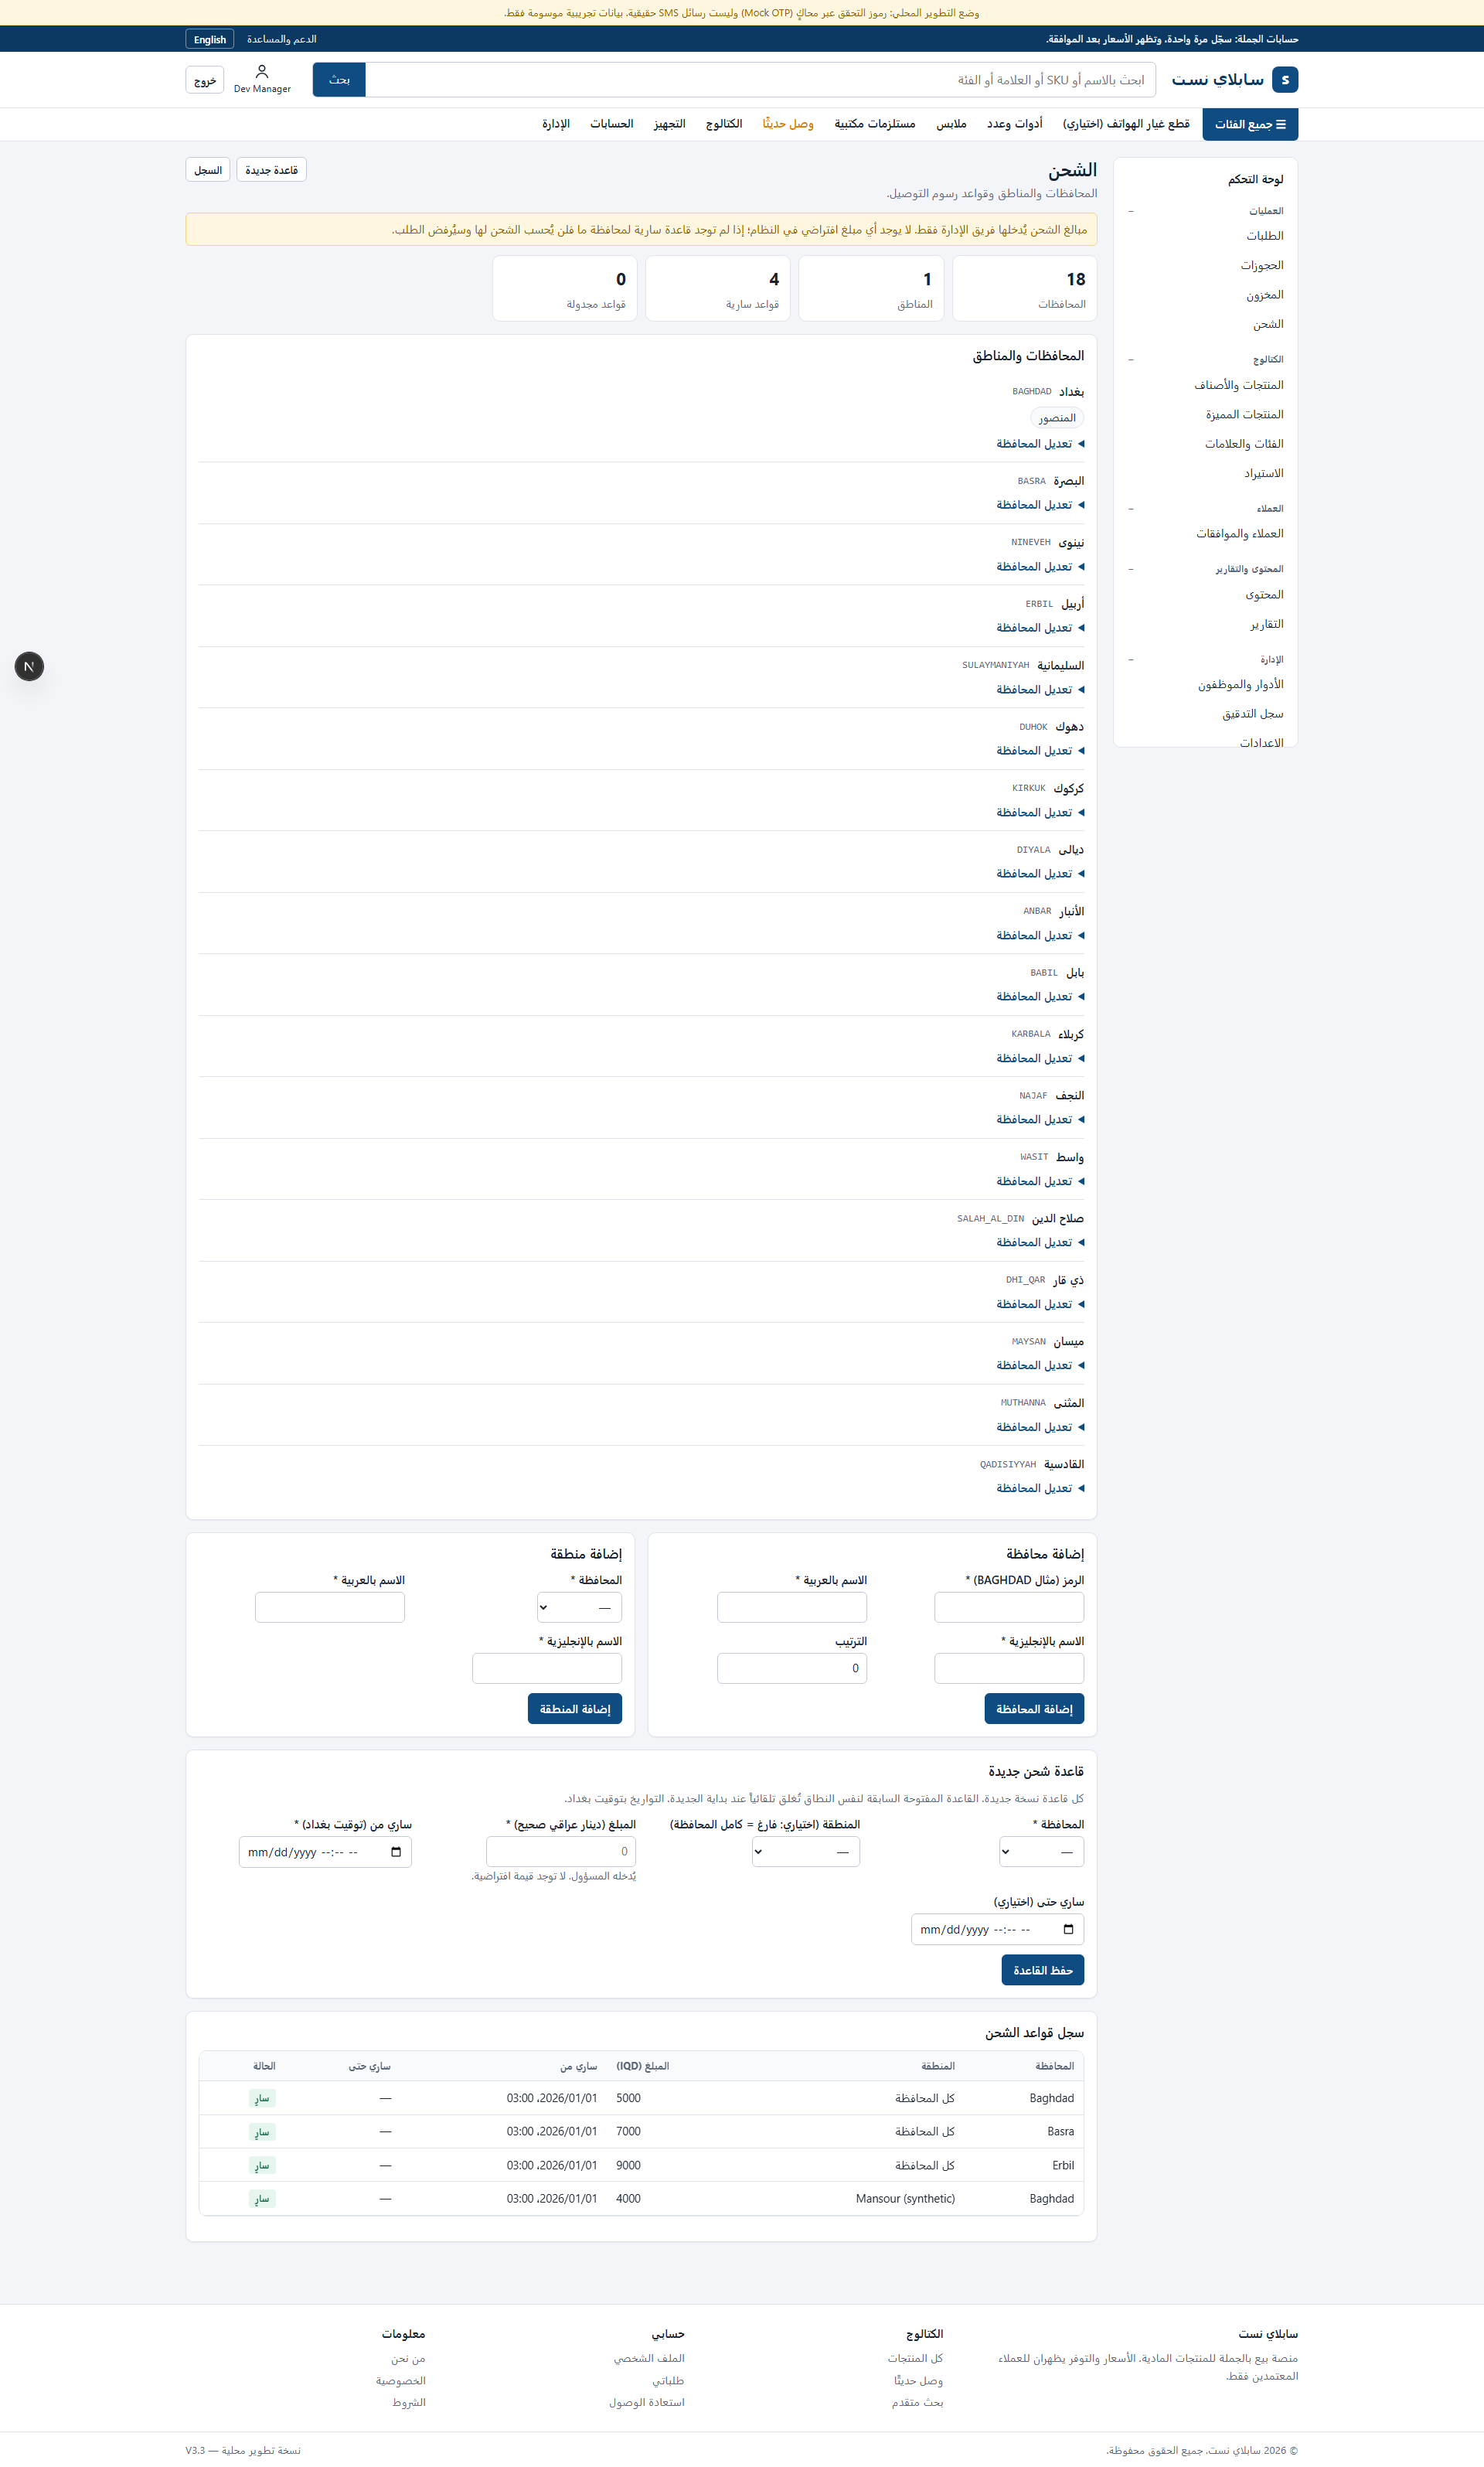 وضع التطوير المحلي: رموز التحقق عبر محاكٍ (Mock OTP) وليست رسائل SMS حقيقية. بيانات تجريبية موسومة فقط.
حسابات الجملة: سجّل مرة واحدة، وتظهر الأسعار بعد الموافقة.
الدعم والمساعدة
English
S
سابلاي نست
ابحث بالاسم أو SKU أو العلامة أو الفئة
بحث
Dev Manager
خروج
☰ جميع الفئات
قطع غيار الهواتف (اختياري)
أدوات وعدد
ملابس
مستلزمات مكتبية
وصل حديثًا
الكتالوج
التجهيز
الحسابات
الإدارة
لوحة التحكم
العمليات –
الطلبات
الحجوزات
المخزون
الشحن
الكتالوج –
المنتجات والأصناف
المنتجات المميزة
الفئات والعلامات
الاستيراد
العملاء –
العملاء والموافقات
المحتوى والتقارير –
المحتوى
التقارير
الإدارة –
الأدوار والموظفون
سجل التدقيق
الإعدادات
الشحن
قاعدة جديدة
السجل
المحافظات والمناطق وقواعد رسوم التوصيل.
مبالغ الشحن يُدخلها فريق الإدارة فقط. لا يوجد أي مبلغ افتراضي في النظام؛ إذا لم توجد قاعدة سارية لمحافظة ما فلن يُحسب الشحن لها وسيُرفض الطلب.
18
المحافظات
1
المناطق
4
قواعد سارية
0
قواعد مجدولة
المحافظات والمناطق
بغداد BAGHDAD
المنصور
◀ تعديل المحافظة
البصرة BASRA
◀ تعديل المحافظة
نينوى NINEVEH
◀ تعديل المحافظة
أربيل ERBIL
◀ تعديل المحافظة
السليمانية SULAYMANIYAH
◀ تعديل المحافظة
دهوك DUHOK
◀ تعديل المحافظة
كركوك KIRKUK
◀ تعديل المحافظة
ديالى DIYALA
◀ تعديل المحافظة
الأنبار ANBAR
◀ تعديل المحافظة
بابل BABIL
◀ تعديل المحافظة
كربلاء KARBALA
◀ تعديل المحافظة
النجف NAJAF
◀ تعديل المحافظة
واسط WASIT
◀ تعديل المحافظة
صلاح الدين SALAH_AL_DIN
◀ تعديل المحافظة
ذي قار DHI_QAR
◀ تعديل المحافظة
ميسان MAYSAN
◀ تعديل المحافظة
المثنى MUTHANNA
◀ تعديل المحافظة
القادسية QADISIYYAH
◀ تعديل المحافظة
N
إضافة محافظة
الرمز (مثال BAGHDAD) *
الاسم بالعربية *
الاسم بالإنجليزية *
الترتيب
0
إضافة المحافظة
إضافة منطقة
المحافظة *
الاسم بالعربية *
—
الاسم بالإنجليزية *
إضافة المنطقة
قاعدة شحن جديدة
كل قاعدة نسخة جديدة. القاعدة المفتوحة السابقة لنفس النطاق تُغلق تلقائياً عند بداية الجديدة. التواريخ بتوقيت بغداد.
المحافظة *
—
المنطقة (اختياري: فارغ = كامل المحافظة)
—
المبلغ (دينار عراقي صحيح) *
0
يُدخله المسؤول. لا توجد قيمة افتراضية.
ساري من (توقيت بغداد) *
mm/dd/yyyy --:-- --
ساري حتى (اختياري)
mm/dd/yyyy --:-- --
حفظ القاعدة
سجل قواعد الشحن
المحافظة المنطقة المبلغ (IQD) ساري من ساري حتى الحالة
Baghdad كل المحافظة 5000 2026/01/01، 03:00 — سارٍ
Basra كل المحافظة 7000 2026/01/01، 03:00 — سارٍ
Erbil كل المحافظة 9000 2026/01/01، 03:00 — سارٍ
Baghdad Mansour (synthetic) 4000 2026/01/01، 03:00 — سارٍ
سابلاي نست
منصة بيع بالجملة للمنتجات المادية. الأسعار والتوفر يظهران للعملاء
المعتمدين فقط.
الكتالوج
كل المنتجات
وصل حديثًا
بحث متقدم
حسابي
الملف الشخصي
طلباتي
استعادة الوصول
معلومات
من نحن
الخصوصية
الشروط
© 2026 سابلاي نست. جميع الحقوق محفوظة.
نسخة تطوير محلية — V3.3